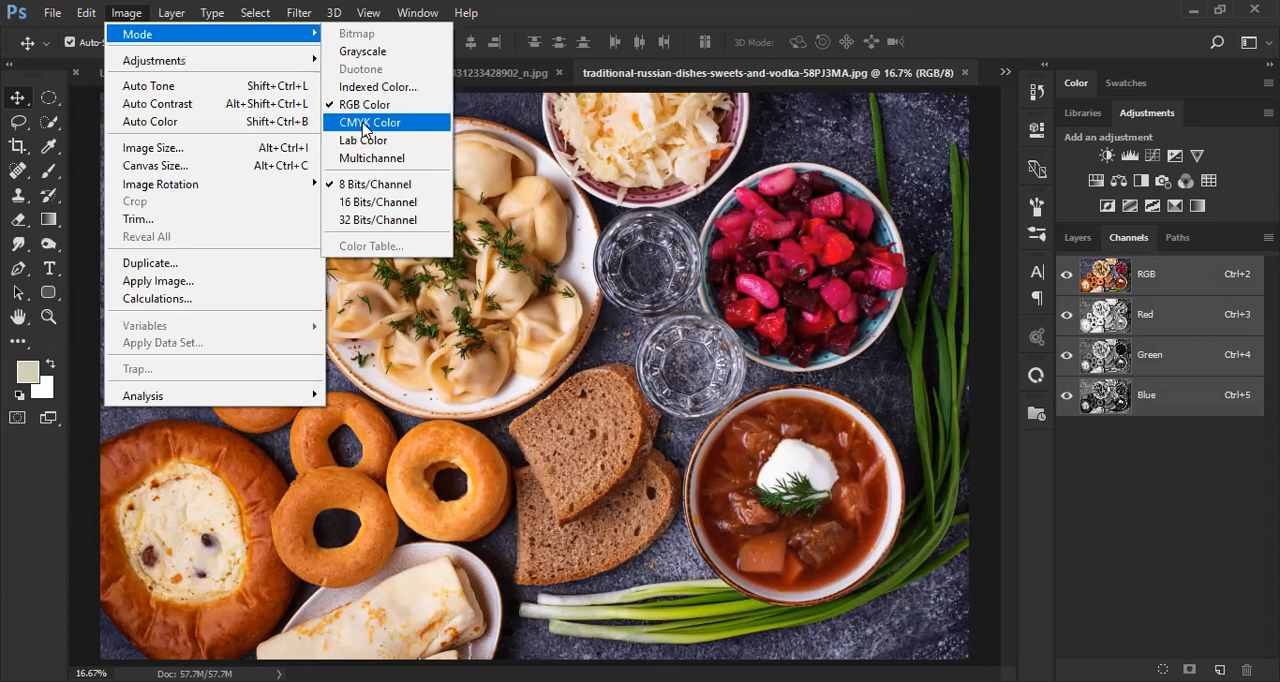 Ps File Edit Image Layer Type Select Filter 3D View Window Help
Auto-S 3D Mode:
31233428902_n.jpg × traditional-russian-dishes-sweets-and-vodka-58PJ3MA.jpg @ 16.7% (RGB/8) ×
Mode
Adjustments
Auto Tone Shift+Ctrl+L
Auto Contrast Alt+Shift+Ctrl+L
Auto Color Shift+Ctrl+B
Image Size... Alt+Ctrl+I
Canvas Size... Alt+Ctrl+C
Image Rotation
Crop
Trim...
Reveal All
Duplicate...
Apply Image...
Calculations...
Variables
Apply Data Set...
Trap...
Analysis
Bitmap
Grayscale
Duotone
Indexed Color...
RGB Color
CMYK Color
Lab Color
Multichannel
8 Bits/Channel
16 Bits/Channel
32 Bits/Channel
Color Table...
Color Swatches
Libraries Adjustments
Add an adjustment
Layers Channels Paths
RGB Ctrl+2
Red Ctrl+3
Green Ctrl+4
Blue Ctrl+5
16.67% Doc: 57.7M/57.7M